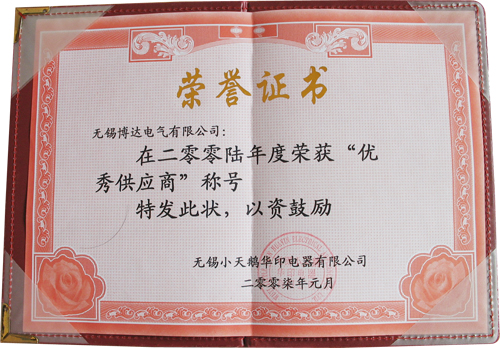 荣誉证书
无锡博达电气有限公司：
在二零零陆年度荣获“优
秀供应商”称号
特发此状，以资鼓励
无锡小天鹅华印电器有限公司
二零零柒年元月